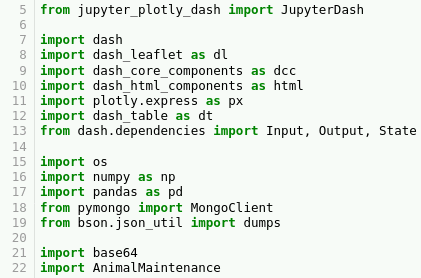 5 from jupyter_plotly_dash import JupyterDash
6
7 import dash
8 import dash_leaflet as dl
9 import dash_core_components as dcc
10 import dash_html_components as html
11 import plotly.express as px
12 import dash_table as dt
13 from dash.dependencies import Input, Output, State
14
15 import os
16 import numpy as np
17 import pandas as pd
18 from pymongo import MongoClient
19 from bson.json_util import dumps
20
21 import base64
22 import AnimalMaintenance